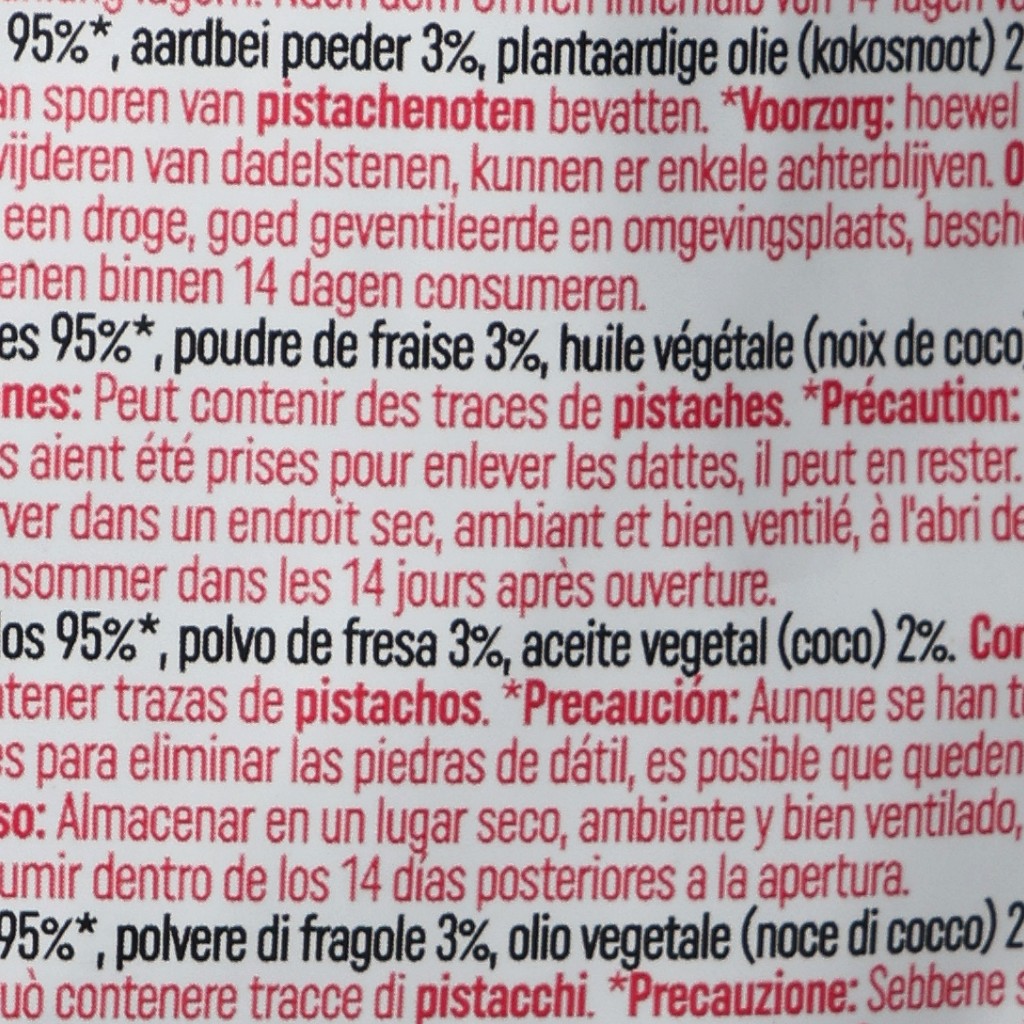 95%*, aardbei poeder 3%, plantaardige olie (kokosnoot) 2
an sporen van pistachenoten bevatten. *Voorzorg: hoewel
wijderen van dadelstenen, kunnen er enkele achterblijven.
een droge, goed geventileerde en omgevingsplaats, besch
enen binnen 14 dagen consumeren.
es 95%*, poudre de fraise 3%, huile végétale (noix de coco)
nes: Peut contenir des traces de pistaches. *Précaution:
s aient été prises pour enlever les dattes, il peut en rester.
ver dans un endroit sec, ambiant et bien ventilé, à l'abri de
nsommer dans les 14 jours après ouverture.
los 95%*, polvo de fresa 3%, aceite vegetal (coco) 2%. Con
tener trazas de pistachos. *Precaución: Aunque se han t
es para eliminar las piedras de dátil, es posible que queden
so: Almacenar en un lugar seco, ambiente y bien ventilado,
umir dentro de los 14 días posteriores a la apertura.
95%*, polvere di fragole 3%, olio vegetale (noce di cocco) 2
uò contenere tracce di pistacchi. *Precauzione: Sebbene s